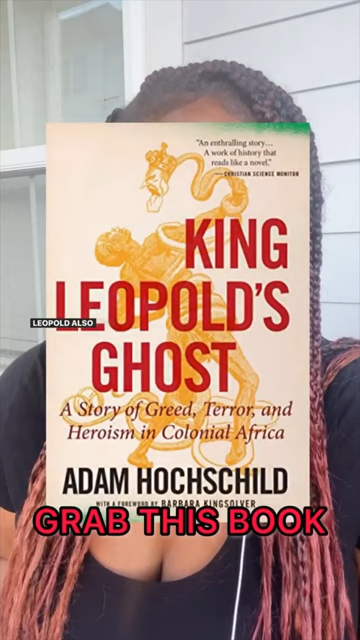 "An enthralling story...
A work of history that
reads like a novel."
—CHRISTIAN SCIENCE MONITOR
KING
LEOPOLD'S
LEOPOLD ALSO
GHOST
A Story of Greed, Terror, and
Heroism in Colonial Africa
ADAM HOCHSCHILD
WITH A FOREWORD BY BARBARA KINGSOLVER
GRAB THIS BOOK